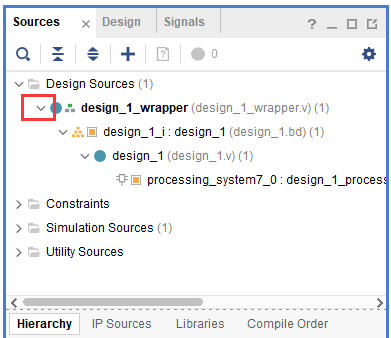 Sources × Design Signals ? _ □ ×
0
Design Sources (1)
design_1_wrapper (design_1_wrapper.v) (1)
design_1_i : design_1 (design_1.bd) (1)
design_1 (design_1.v) (1)
processing_system7_0 : design_1_proces
Constraints
Simulation Sources (1)
Utility Sources
Hierarchy IP Sources Libraries Compile Order